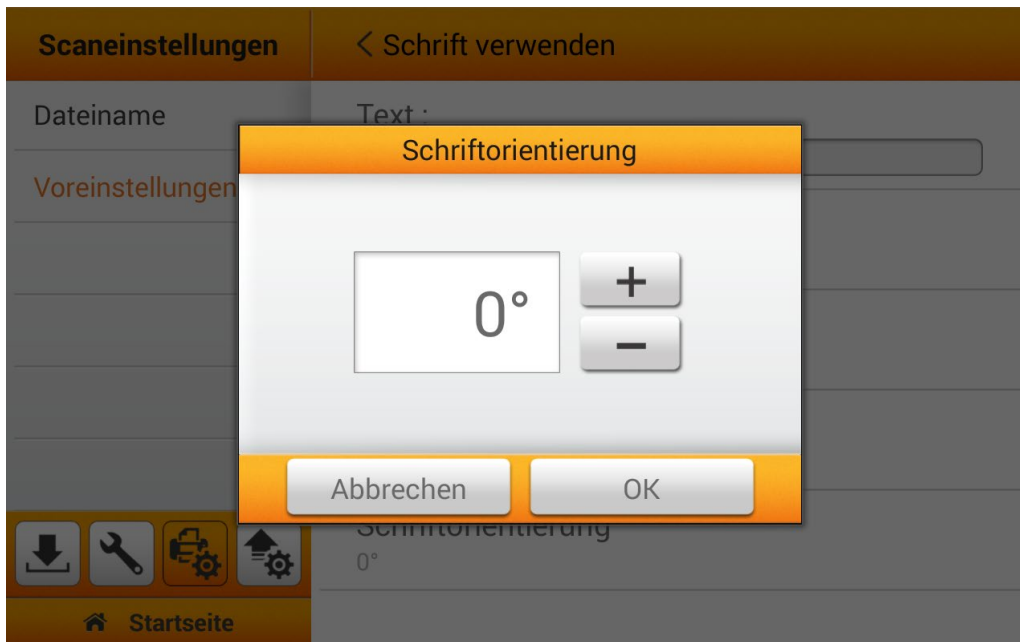 Scaneinstellungen
< Schrift verwenden
Dateiname
Voreinstellungen
Text :
Schriftorientierung
0°
+
−
Abbrechen
OK
Schriftorientierung
0°
Startseite